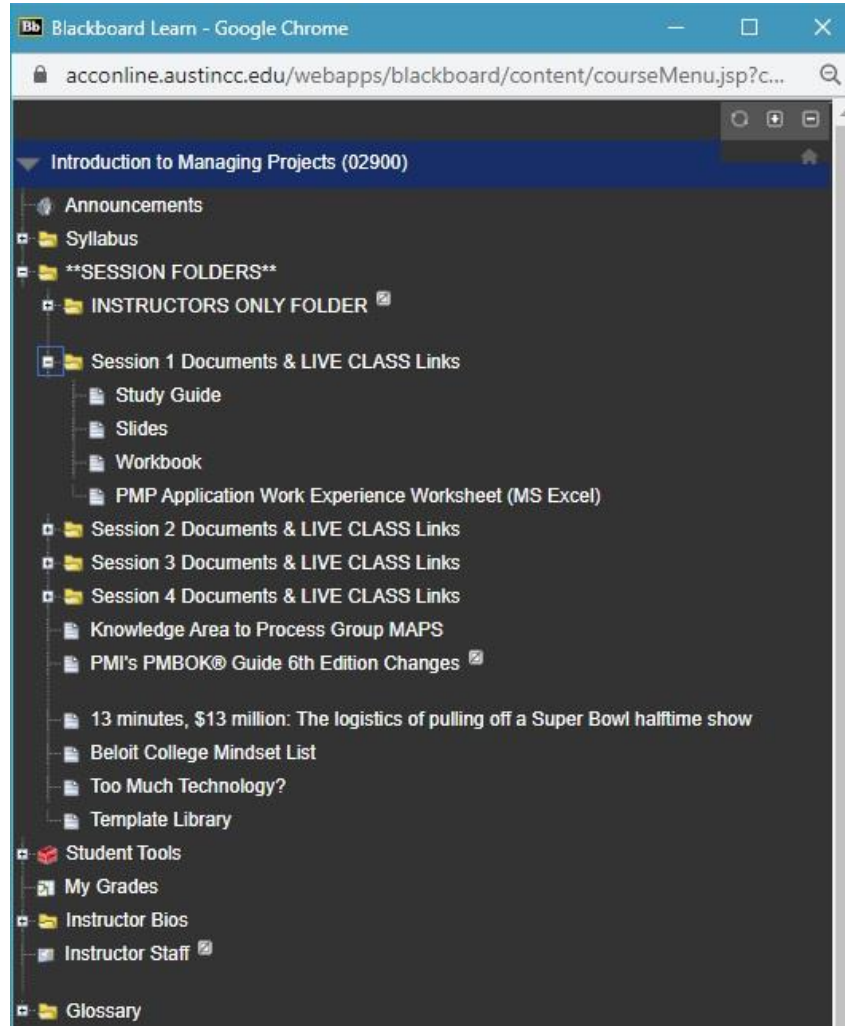 Bb Blackboard Learn - Google Chrome
acconline.austincc.edu/webapps/blackboard/content/courseMenu.jsp?c...
Introduction to Managing Projects (02900)
Announcements
Syllabus
**SESSION FOLDERS**
INSTRUCTORS ONLY FOLDER
Session 1 Documents & LIVE CLASS Links
Study Guide
Slides
Workbook
PMP Application Work Experience Worksheet (MS Excel)
Session 2 Documents & LIVE CLASS Links
Session 3 Documents & LIVE CLASS Links
Session 4 Documents & LIVE CLASS Links
Knowledge Area to Process Group MAPS
PMI's PMBOK® Guide 6th Edition Changes
13 minutes, $13 million: The logistics of pulling off a Super Bowl halftime show
Beloit College Mindset List
Too Much Technology?
Template Library
Student Tools
My Grades
Instructor Bios
Instructor Staff
Glossary